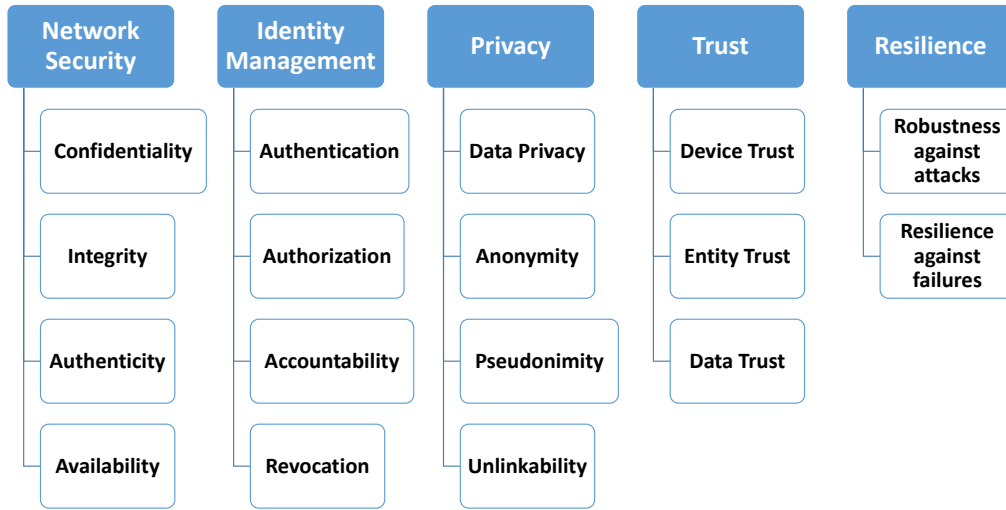 Network
Security
Confidentiality
Integrity
Authenticity
Availability
Identity
Management
Authentication
Authorization
Accountability
Revocation
Privacy
Data Privacy
Anonymity
Pseudonimity
Unlinkability
Trust
Device Trust
Entity Trust
Data Trust
Resilience
Robustness
against
attacks
Resilience
against
failures